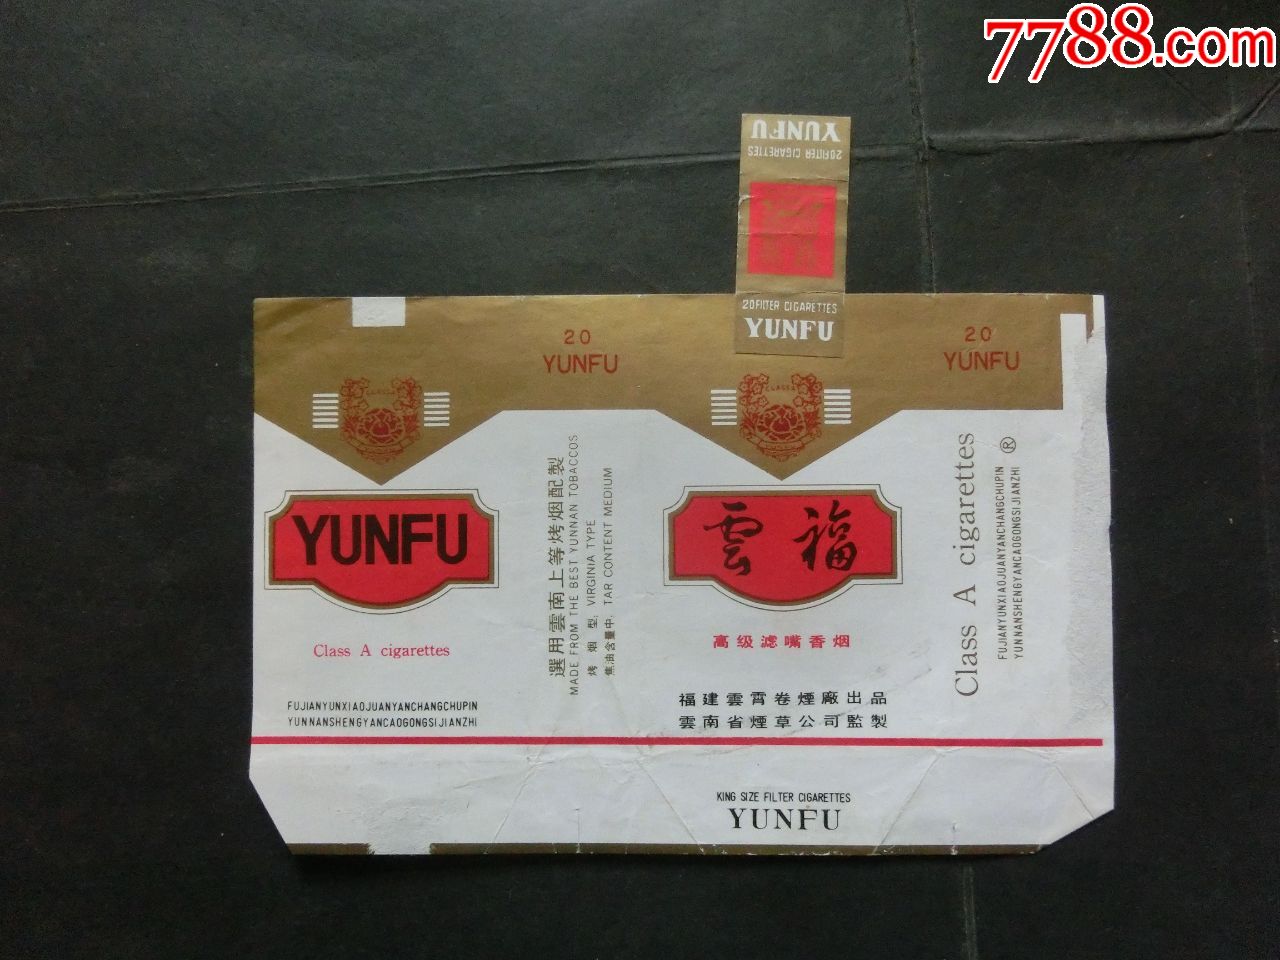 7788.com
YUNFU
20FILTER CIGARETTES
20FILTER CIGARETTES
YUNFU
20
YUNFU
20
YUNFU
CLASS A
CLASS A
YUNFU
Class A cigarettes
FUJIANYUNXIAOJUANYANCHANGCHUPIN
YUNNANSHENGYANCAOGONGSIJIANZHI
選用雲南上等烤烟配製
MADE FROM THE BEST YUNNAN TOBACCOS
烤烟型: VIRGINIA TYPE
焦油含量中: TAR CONTENT MEDIUM
雲福
高级滤嘴香烟
福建雲霄卷煙廠出品
雲南省煙草公司監製
Class A cigarettes ®
FUJIANYUNXIAOJUANYANCHANGCHUPIN
YUNNANSHENGYANCAOGONGSIJIANZHI
KING SIZE FILTER CIGARETTES
YUNFU